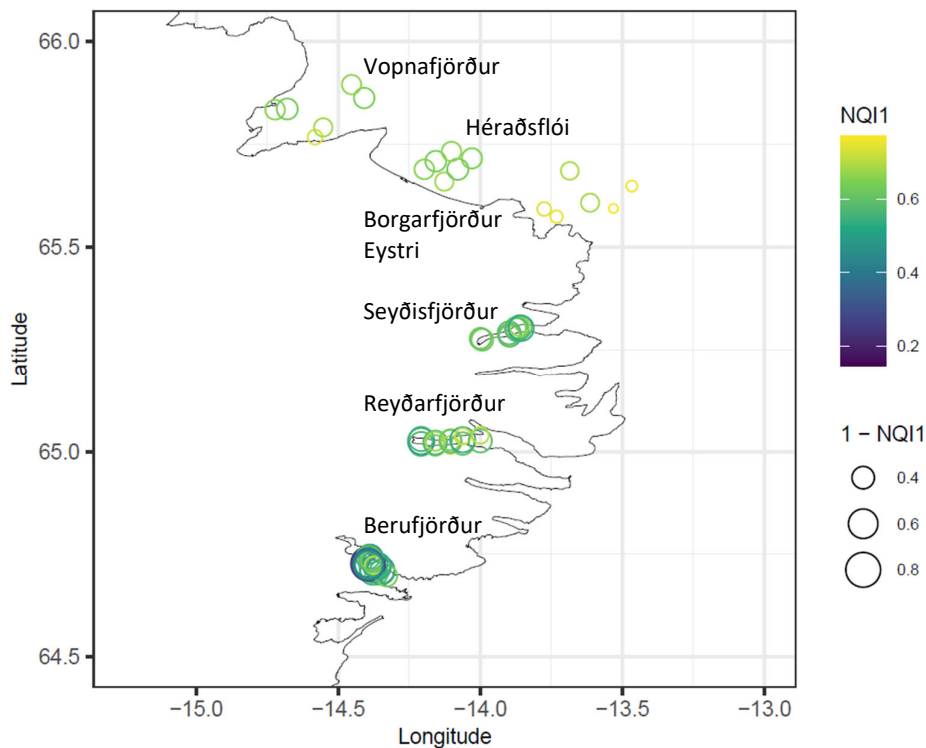 66.0
65.5
65.0
64.5
Latitude
Vopnafjörður
Héraðsflói
Borgarfjörður
Eystri
Seyðisfjörður
Reyðarfjörður
Berufjörður
−15.0
−14.5
−14.0
−13.5
−13.0
Longitude
NQI1
0.6
0.4
0.2
1 − NQI1
0.4
0.6
0.8